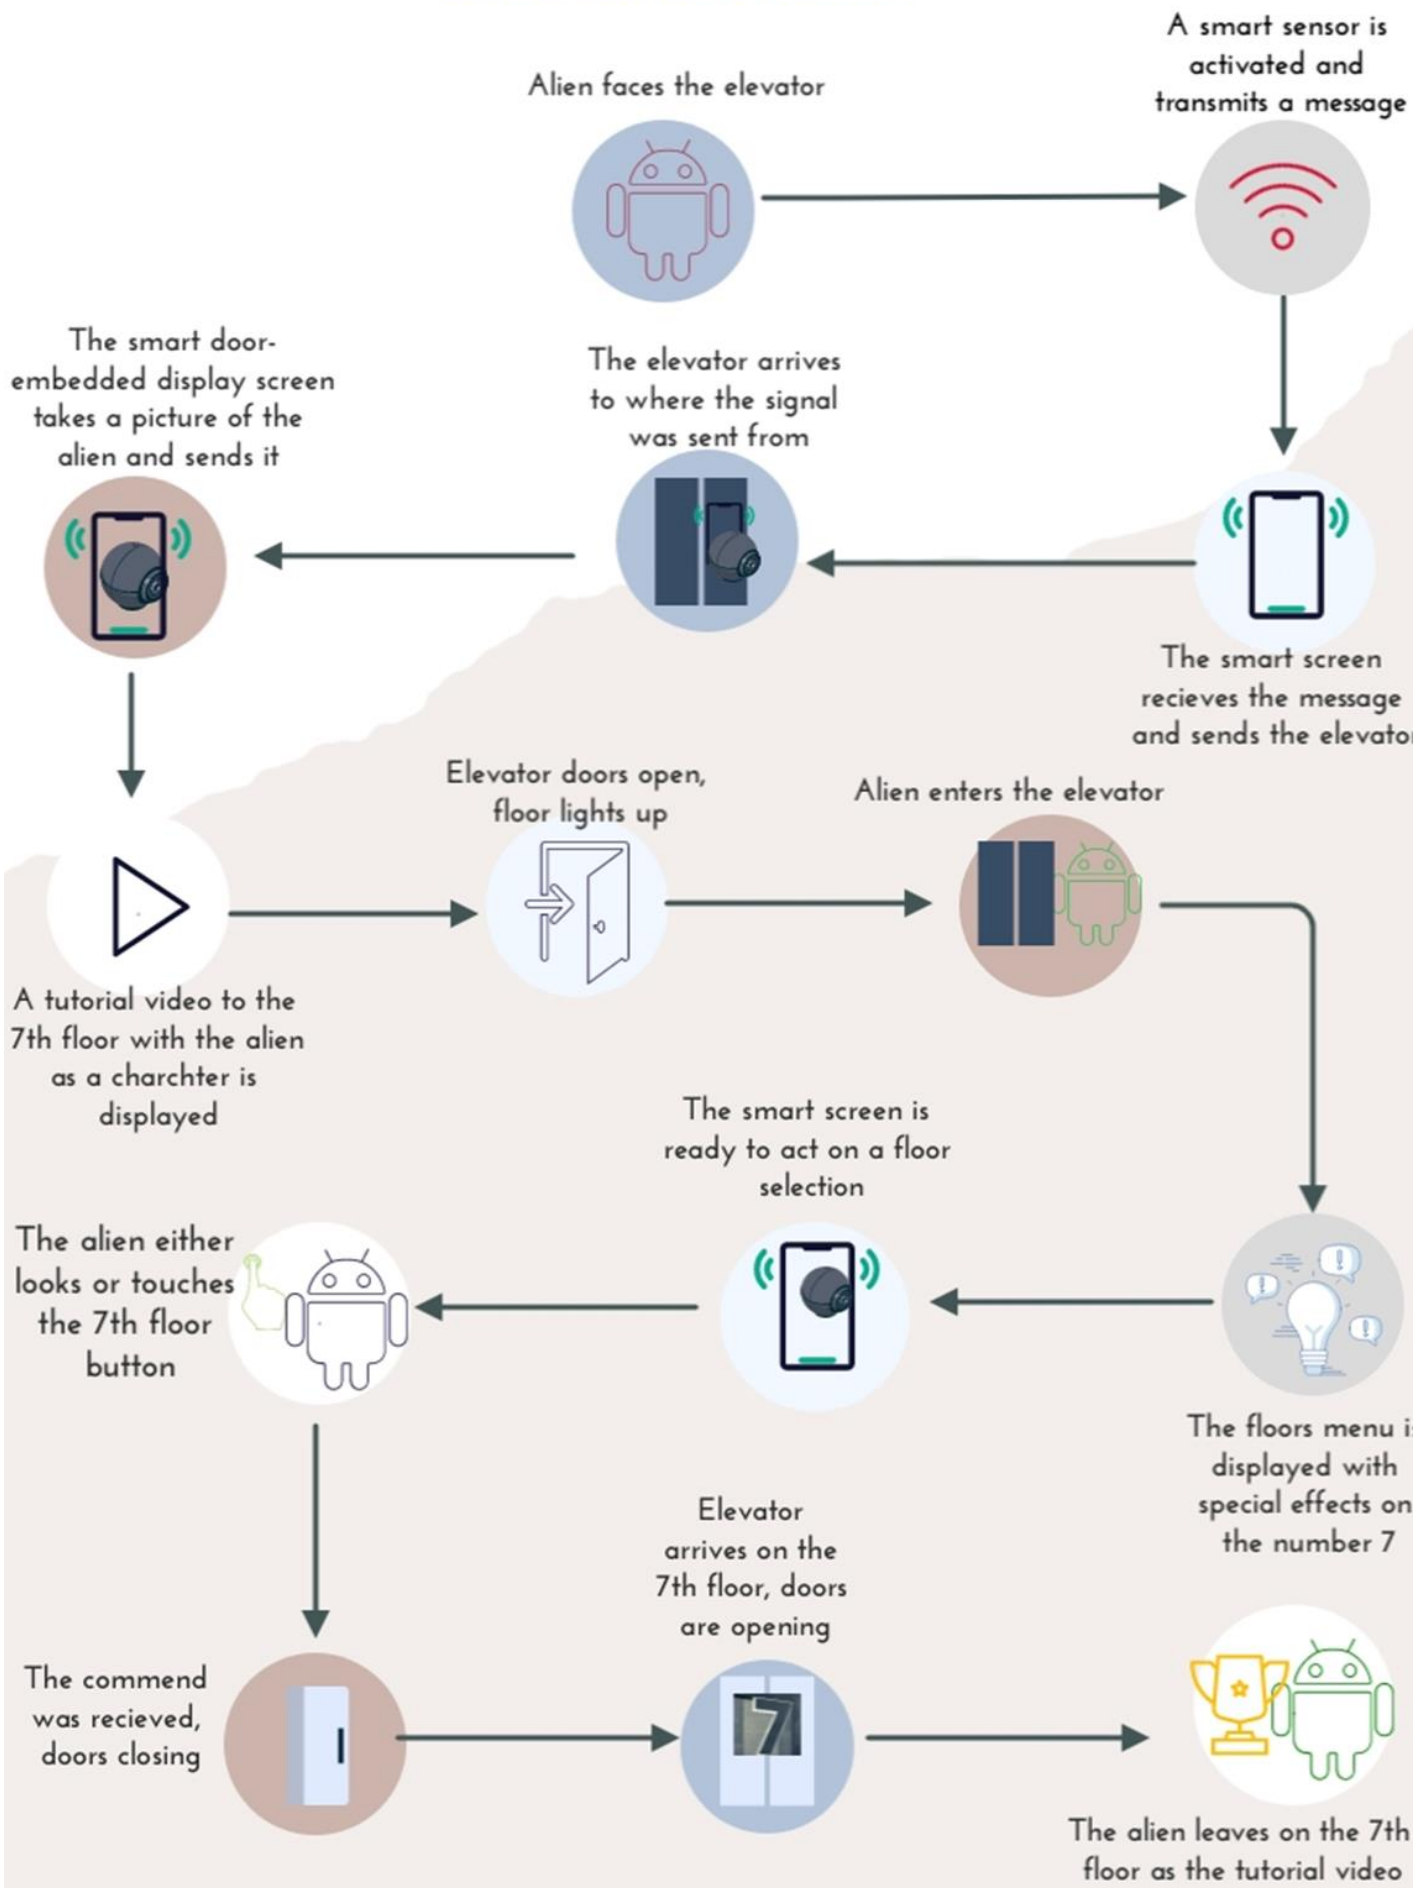 Alien faces the elevator
A smart sensor is
activated and
transmits a message
The smart screen
recieves the message
and sends the elevator
The elevator arrives
to where the signal
was sent from
The smart door-
embedded display screen
takes a picture of the
alien and sends it
A tutorial video to the
7th floor with the alien
as a charchter is
displayed
Elevator doors open,
floor lights up
Alien enters the elevator
The floors menu is
displayed with
special effects on
the number 7
The smart screen is
ready to act on a floor
selection
The alien either
looks or touches
the 7th floor
button
The commend
was recieved,
doors closing
Elevator
arrives on the
7th floor, doors
are opening
7
The alien leaves on the 7th
floor as the tutorial video